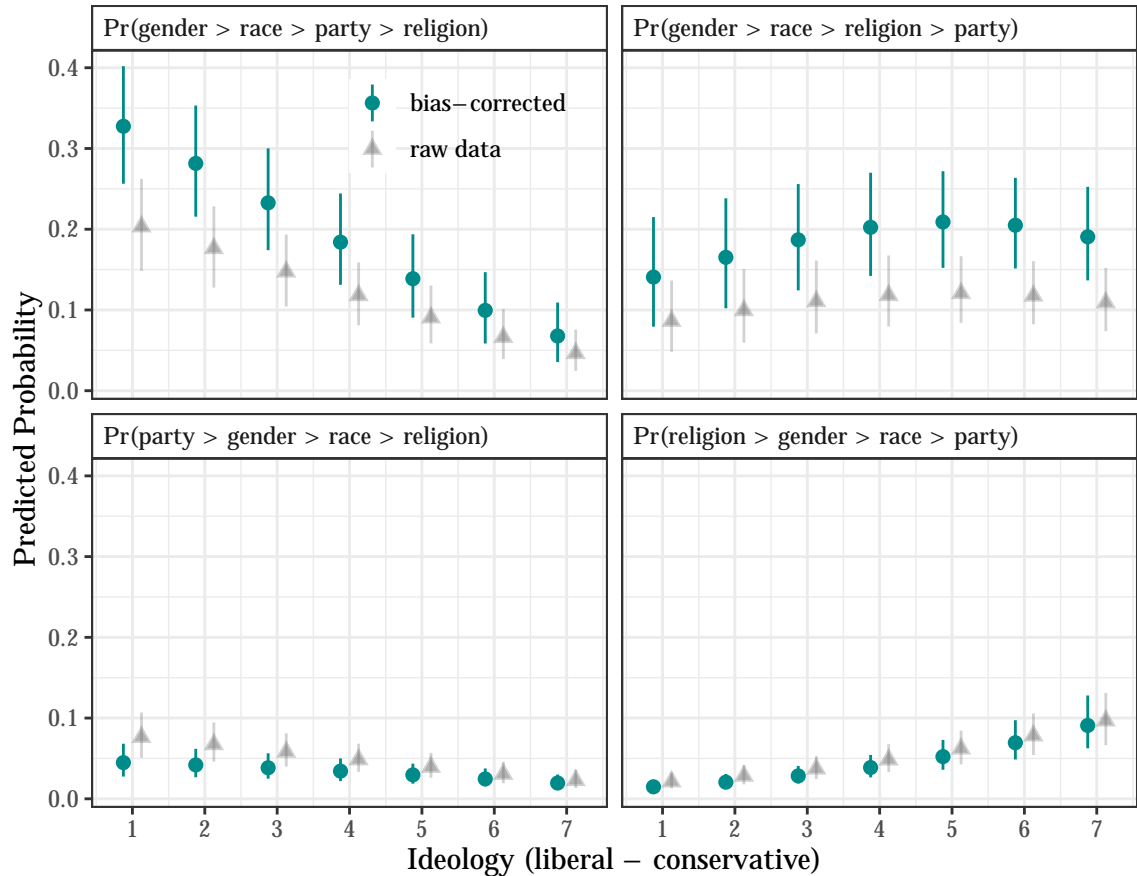 Pr(gender > race > party > religion)
Pr(gender > race > religion > party)
0.4
0.3
0.2
0.1
0.0
bias−corrected
raw data
Pr(party > gender > race > religion)
Pr(religion > gender > race > party)
0.4
0.3
0.2
0.1
0.0
Predicted Probability
1 2 3 4 5 6 7
1 2 3 4 5 6 7
Ideology (liberal − conservative)